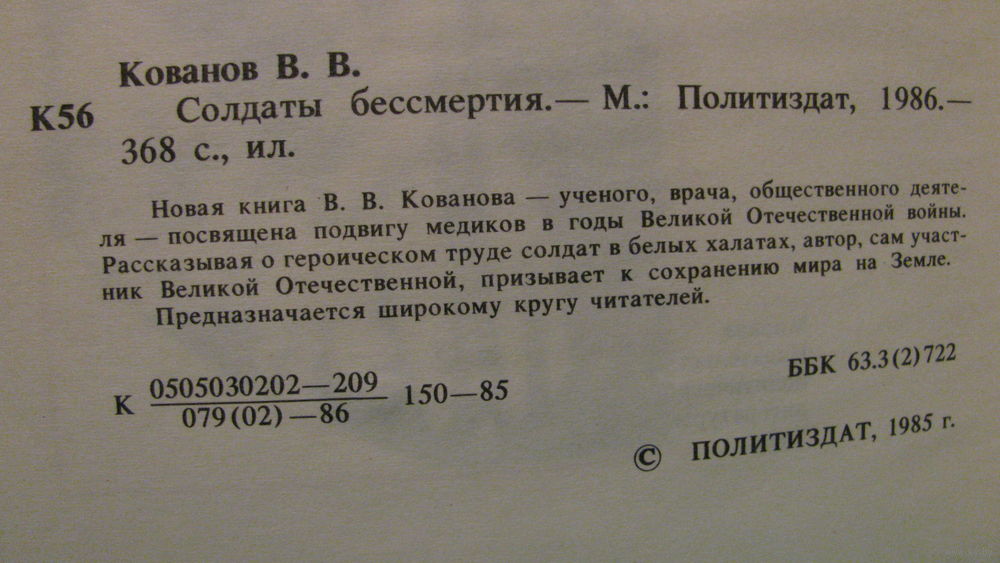 Кованов В. В.
К56 Солдаты бессмертия.— М.: Политиздат, 1986.—
368 с., ил.
Новая книга В. В. Кованова — ученого, врача, общественного деяте-
ля — посвящена подвигу медиков в годы Великой Отечественной войны.
Рассказывая о героическом труде солдат в белых халатах, автор, сам участ-
ник Великой Отечественной, призывает к сохранению мира на Земле.
Предназначается широкому кругу читателей.
К 0505030202—209 150—85
079(02)—86
ББК 63.3(2)722
© ПОЛИТИЗДАТ, 1985 г.